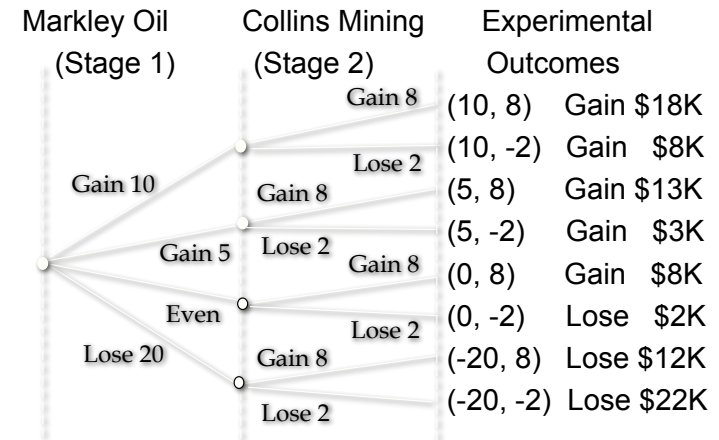 Markley Oil Collins Mining Experimental
(Stage 1) (Stage 2) Outcomes
Gain 8 (10, 8) Gain $18K
Lose 2 (10, -2) Gain $8K
Gain 10 Gain 8 (5, 8) Gain $13K
Gain 5 Lose 2 (5, -2) Gain $3K
Gain 8 (0, 8) Gain $8K
Even Lose 2 (0, -2) Lose $2K
Lose 20 Gain 8 (-20, 8) Lose $12K
Lose 2 (-20, -2) Lose $22K